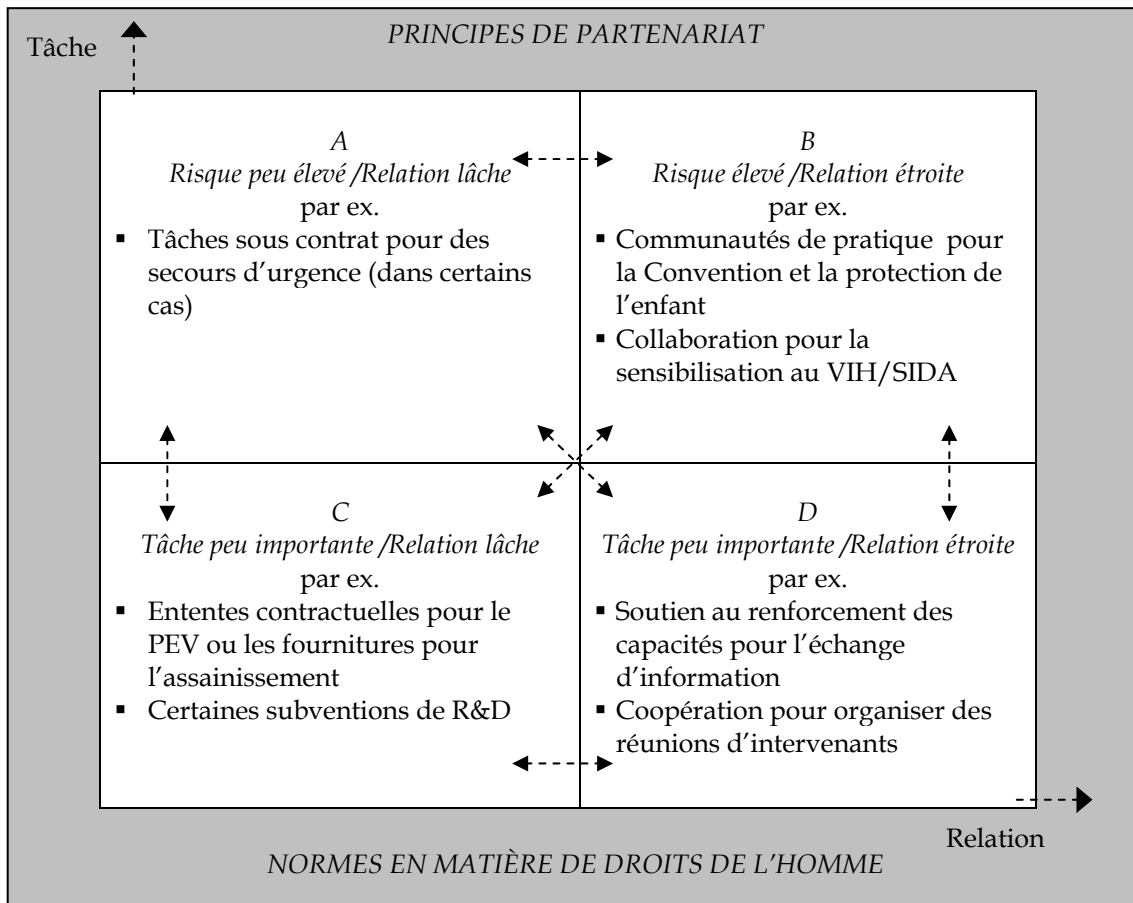 PRINCIPES DE PARTENARIAT
Tâche
A
Risque peu élevé /Relation lâche
par ex.
▪ Tâches sous contrat pour des
secours d'urgence (dans certains
cas)
B
Risque élevé /Relation étroite
par ex.
▪ Communautés de pratique pour
la Convention et la protection de
l'enfant
▪ Collaboration pour la
sensibilisation au VIH/SIDA
C
Tâche peu importante /Relation lâche
par ex.
▪ Ententes contractuelles pour le
PEV ou les fournitures pour
l'assainissement
▪ Certaines subventions de R&D
D
Tâche peu importante /Relation étroite
par ex.
▪ Soutien au renforcement des
capacités pour l'échange
d'information
▪ Coopération pour organiser des
réunions d'intervenants
Relation
NORMES EN MATIÈRE DE DROITS DE L'HOMME